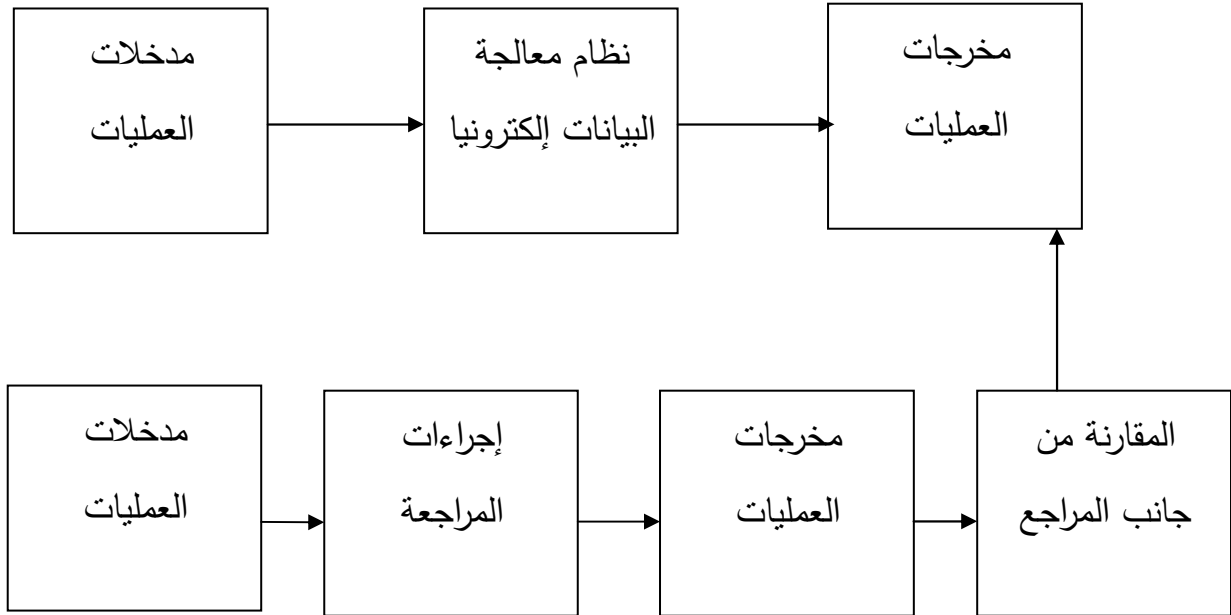 مدخلات
العمليات
نظام معالجة
البيانات إلكترونيا
مخرجات
العمليات
مدخلات
العمليات
إجراءات
المراجعة
مخرجات
العمليات
المقارنة من
جانب المراجع